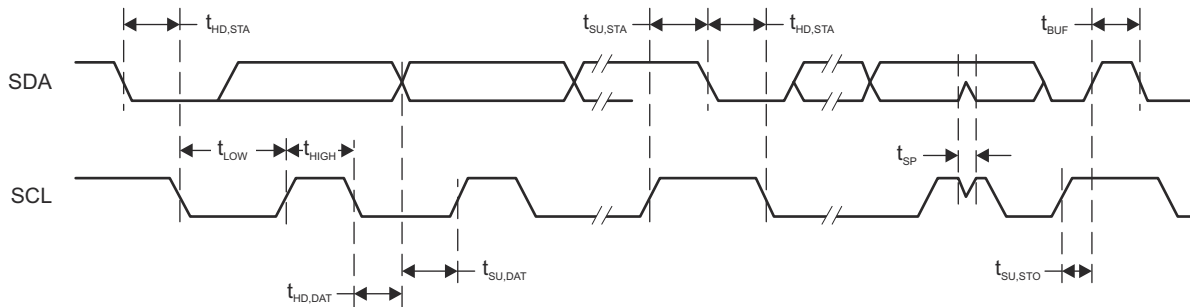 tHD,STA
tSU,STA
tHD,STA
tBUF
SDA
tLOW
tHIGH
tSP
SCL
tSU,DAT
tSU,STO
tHD,DAT